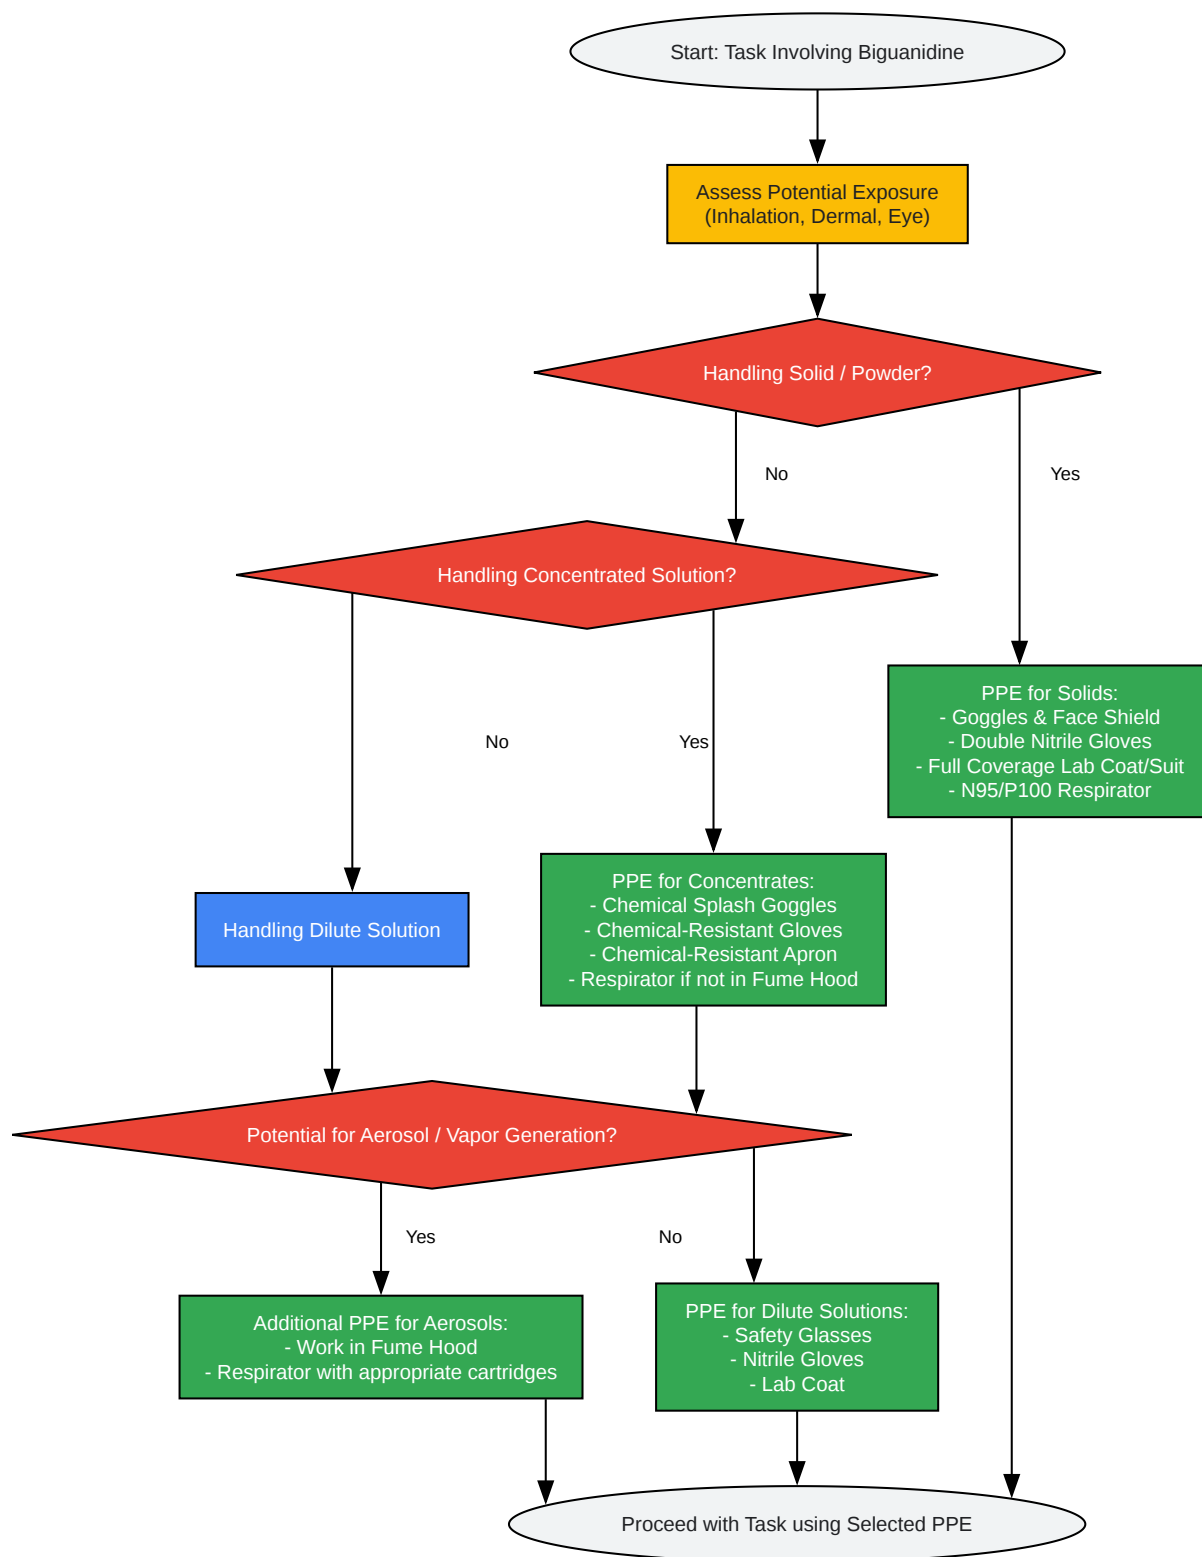 Start: Task Involving Biguanidine
Assess Potential Exposure
(Inhalation, Dermal, Eye)
Handling Solid / Powder?
No
Yes
Handling Concentrated Solution?
No
Yes
PPE for Solids:
- Goggles & Face Shield
- Double Nitrile Gloves
- Full Coverage Lab Coat/Suit
- N95/P100 Respirator
Handling Dilute Solution
PPE for Concentrates:
- Chemical Splash Goggles
- Chemical-Resistant Gloves
- Chemical-Resistant Apron
- Respirator if not in Fume Hood
Potential for Aerosol / Vapor Generation?
Yes
No
Additional PPE for Aerosols:
- Work in Fume Hood
- Respirator with appropriate cartridges
PPE for Dilute Solutions:
- Safety Glasses
- Nitrile Gloves
- Lab Coat
Proceed with Task using Selected PPE